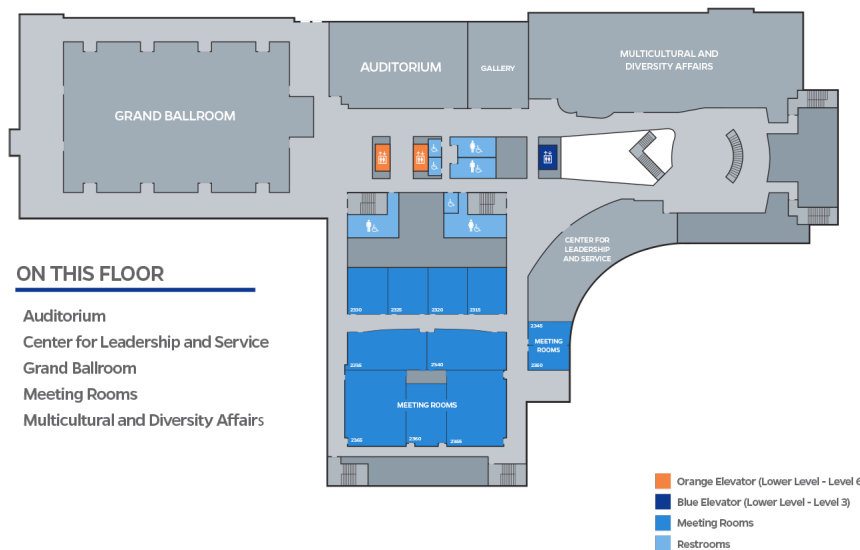 AUDITORIUM
GALLERY
MULTICULTURAL AND
DIVERSITY AFFAIRS
GRAND BALLROOM
CENTER FOR
LEADERSHIP
AND SERVICE
ON THIS FLOOR
Auditorium
Center for Leadership and Service
Grand Ballroom
Meeting Rooms
Multicultural and Diversity Affairs
2330
2325
2320
2315
2345
MEETING
ROOMS
2350
2340
MEETING ROOMS
2365
2360
Orange Elevator (Lower Level - Level 6
Blue Elevator (Lower Level - Level 3)
Meeting Rooms
Restrooms